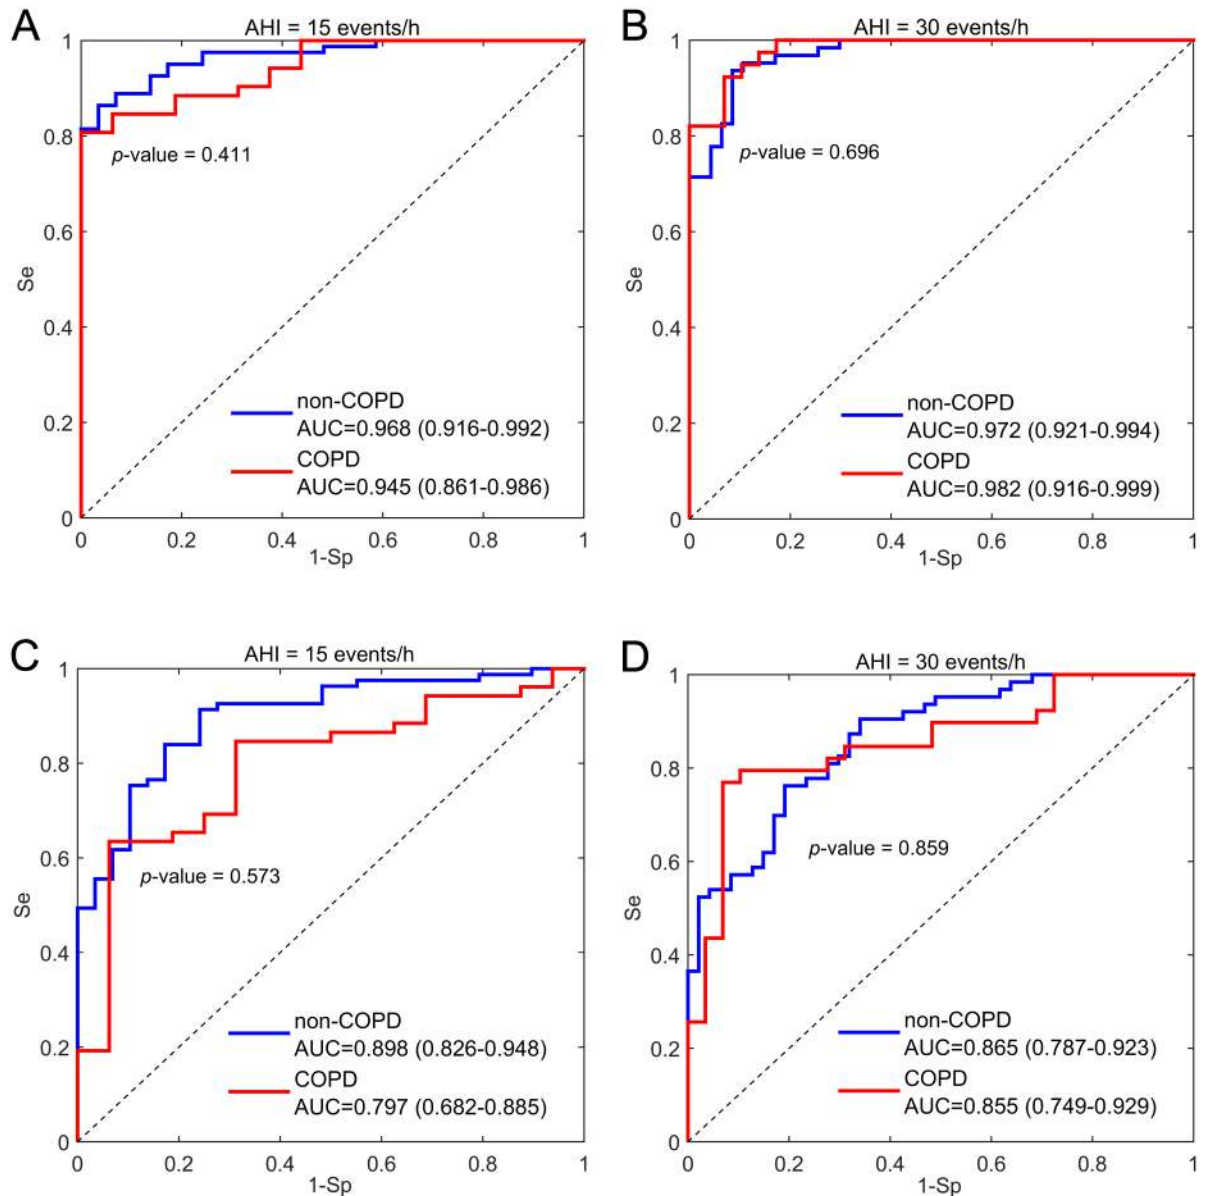 A
AHI = 15 events/h
1
0.8
0.6
0.4
0.2
0
Se
p-value = 0.411
non-COPD
AUC=0.968 (0.916-0.992)
COPD
AUC=0.945 (0.861-0.986)
0 0.2 0.4 0.6 0.8 1
1-Sp
B
AHI = 30 events/h
1
0.8
0.6
0.4
0.2
0
Se
p-value = 0.696
non-COPD
AUC=0.972 (0.921-0.994)
COPD
AUC=0.982 (0.916-0.999)
0 0.2 0.4 0.6 0.8 1
1-Sp
C
AHI = 15 events/h
1
0.8
0.6
0.4
0.2
0
Se
p-value = 0.573
non-COPD
AUC=0.898 (0.826-0.948)
COPD
AUC=0.797 (0.682-0.885)
0 0.2 0.4 0.6 0.8 1
1-Sp
D
AHI = 30 events/h
1
0.8
0.6
0.4
0.2
0
Se
p-value = 0.859
non-COPD
AUC=0.865 (0.787-0.923)
COPD
AUC=0.855 (0.749-0.929)
0 0.2 0.4 0.6 0.8 1
1-Sp